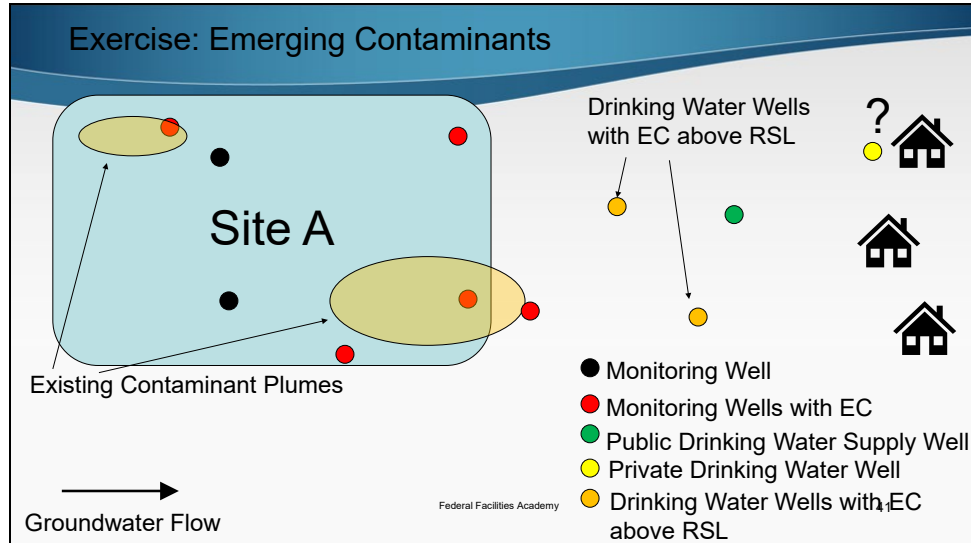 Exercise: Emerging Contaminants
Drinking Water Wells
with EC above RSL
?
Site A
Existing Contaminant Plumes
Monitoring Well
Monitoring Wells with EC
Public Drinking Water Supply Well
Private Drinking Water Well
Drinking Water Wells with EC
above RSL
Groundwater Flow
Federal Facilities Academy
41